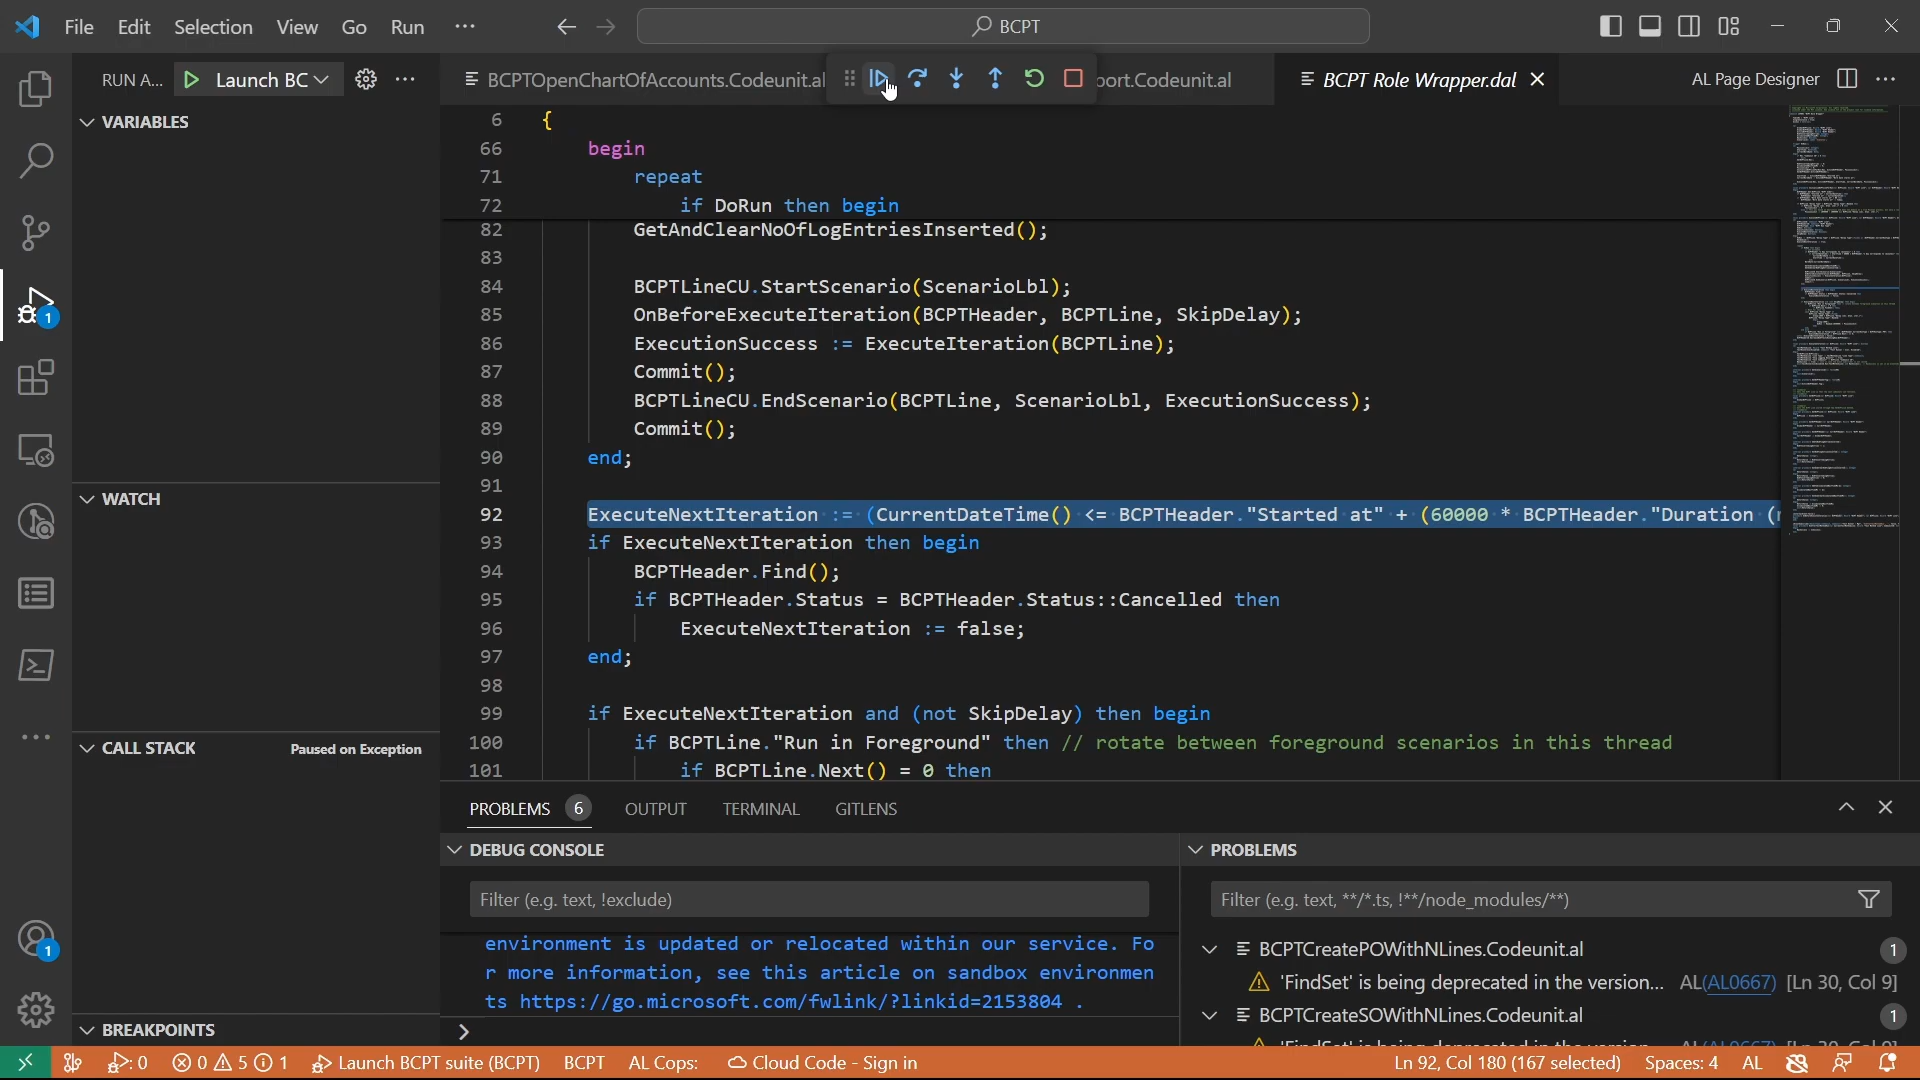 File Edit Selection View Go Run ··· BCPT
RUN A... Launch BC ··· BCPTOpenChartOfAccounts.Codeunit.al port.Codeunit.al BCPT Role Wrapper.dal AL Page Designer ···
VARIABLES
6 {
66 begin
71 repeat
72 if DoRun then begin
82 GetAndClearNoOfLogEntriesInserted();
83
84 BCPTLineCU.StartScenario(ScenarioLbl);
85 OnBeforeExecuteIteration(BCPTHeader, BCPTLine, SkipDelay);
86 ExecutionSuccess := ExecuteIteration(BCPTLine);
87 Commit();
88 BCPTLineCU.EndScenario(BCPTLine, ScenarioLbl, ExecutionSuccess);
89 Commit();
90 end;
91
WATCH
92 ExecuteNextIteration := (CurrentDateTime() <= BCPTHeader."Started at" + (60000 * BCPTHeader."Duration (
93 if ExecuteNextIteration then begin
94 BCPTHeader.Find();
95 if BCPTHeader.Status = BCPTHeader.Status::Cancelled then
96 ExecuteNextIteration := false;
97 end;
98
99 if ExecuteNextIteration and (not SkipDelay) then begin
100 if BCPTLine."Run in Foreground" then // rotate between foreground scenarios in this thread
101 if BCPTLine.Next() = 0 then
CALL STACK Paused on Exception
PROBLEMS 6 OUTPUT TERMINAL GITLENS
DEBUG CONSOLE
Filter (e.g. text, !exclude)
environment is updated or relocated within our service. Fo
r more information, see this article on sandbox environmen
ts https://go.microsoft.com/fwlink/?linkid=2153804 .
PROBLEMS
Filter (e.g. text, **/*.ts, !**/node_modules/**)
BCPTCreatePOWithNLines.Codeunit.al 1
'FindSet' is being deprecated in the version... AL(AL0667) [Ln 30, Col 9]
BCPTCreateSOWithNLines.Codeunit.al 1
BREAKPOINTS
1
1
0 0 5 1 Launch BCPT suite (BCPT) BCPT AL Cops: Cloud Code - Sign in Ln 92, Col 180 (167 selected) Spaces: 4 AL